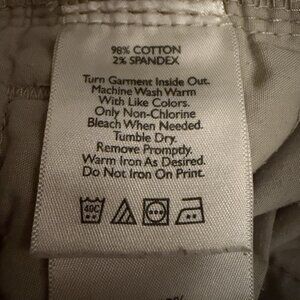 98% COTTON
2% SPANDEX
Turn Garment Inside Out.
Machine Wash Warm
With Like Colors.
Only Non-Chlorine
Bleach When Needed.
Tumble Dry.
Remove Promptly.
Warm Iron As Desired.
Do Not Iron On Print.
40C